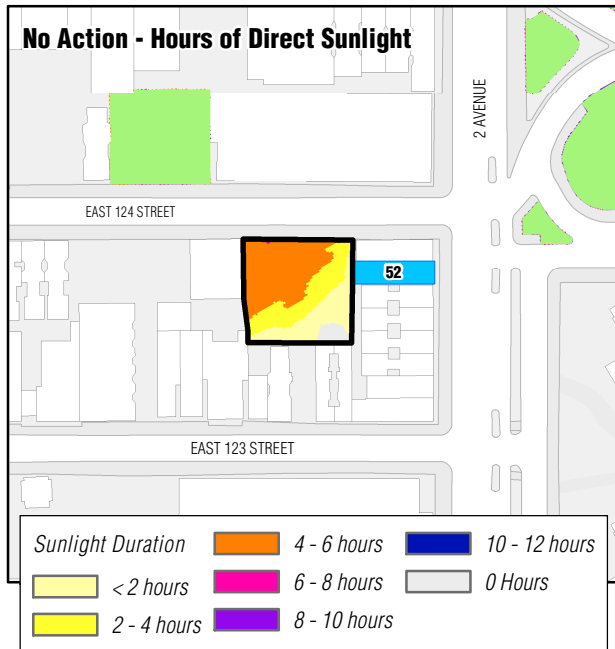 No Action - Hours of Direct Sunlight
2 AVENUE
EAST 124 STREET
52
EAST 123 STREET
Sunlight Duration
< 2 hours
2 - 4 hours
4 - 6 hours
6 - 8 hours
8 - 10 hours
10 - 12 hours
0 Hours